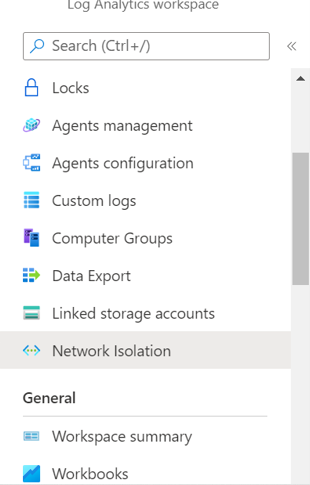 Log Analytics workspace
Search (Ctrl+/)
Locks
Agents management
Agents configuration
Custom logs
Computer Groups
Data Export
Linked storage accounts
Network Isolation
General
Workspace summary
Workbooks